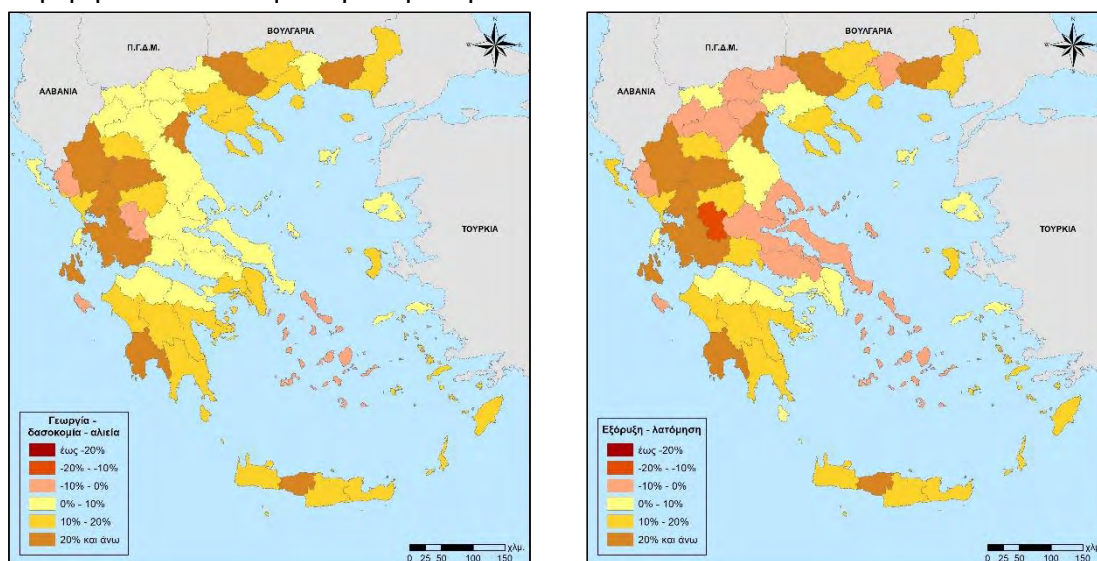 Π.Γ.Δ.Μ.
ΒΟΥΛΓΑΡΙΑ
N
W
E
S
ΑΛΒΑΝΙΑ
ΤΟΥΡΚΙΑ
Γεωργία -
δασοκομία - αλιεία
έως -20%
-20% - -10%
-10% - 0%
0% - 10%
10% - 20%
20% και άνω
χλμ.
0 25 50 100 150
Π.Γ.Δ.Μ.
ΒΟΥΛΓΑΡΙΑ
N
W
E
S
ΑΛΒΑΝΙΑ
ΤΟΥΡΚΙΑ
Εξόρυξη - λατόμηση
έως -20%
-20% - -10%
-10% - 0%
0% - 10%
10% - 20%
20% και άνω
χλμ.
0 25 50 100 150